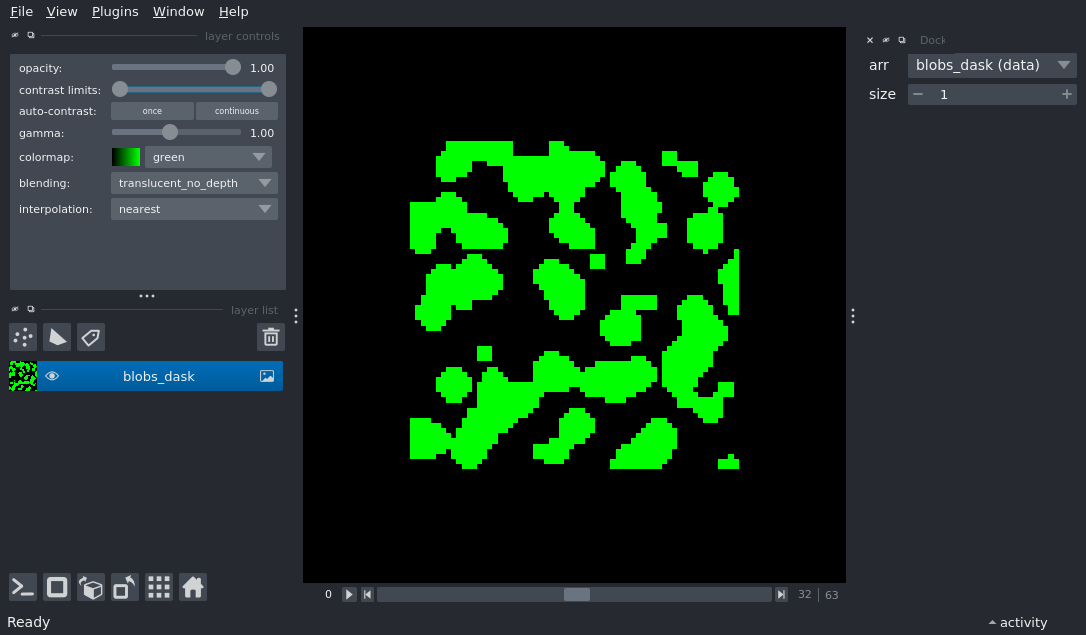 File View Plugins Window Help
layer controls
opacity: 1.00
contrast limits:
auto-contrast: once continuous
gamma: 1.00
colormap: green
blending: translucent_no_depth
interpolation: nearest
layer list
blobs_dask
Dock
arr blobs_dask (data)
size 1
0 32 63
Ready
activity